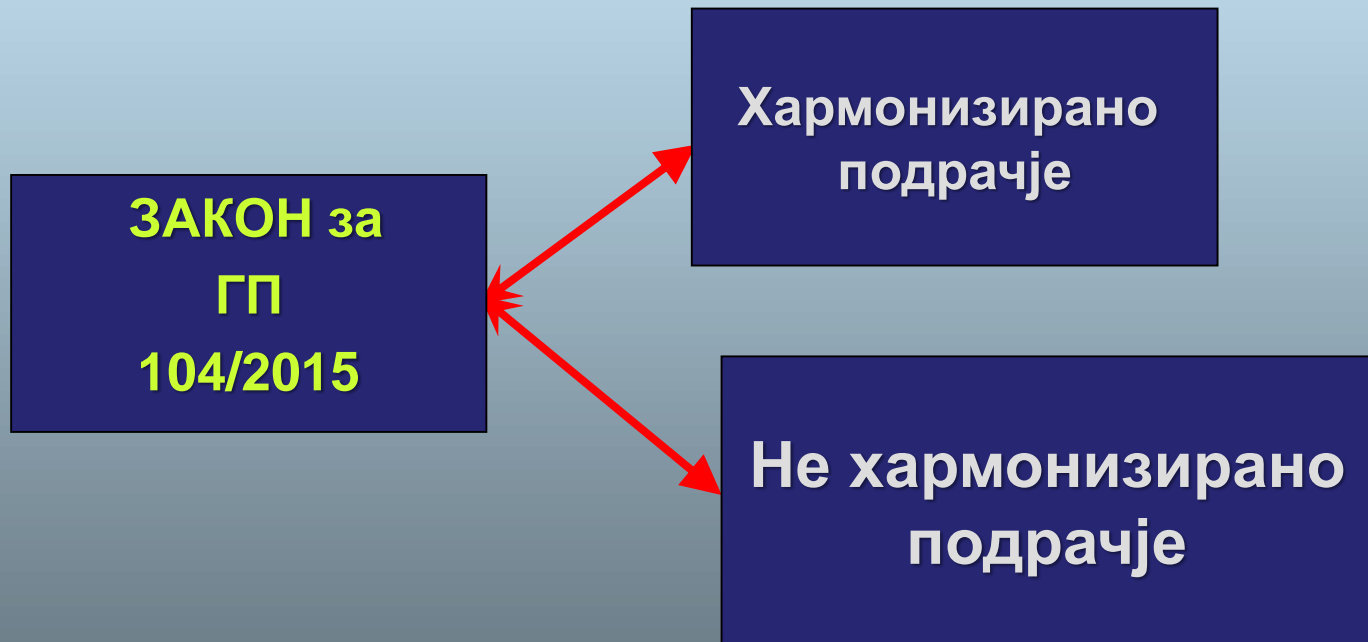 ЗАКОН за
ГП
104/2015
Хармонизирано
подрачје
Не хармонизирано
подрачје